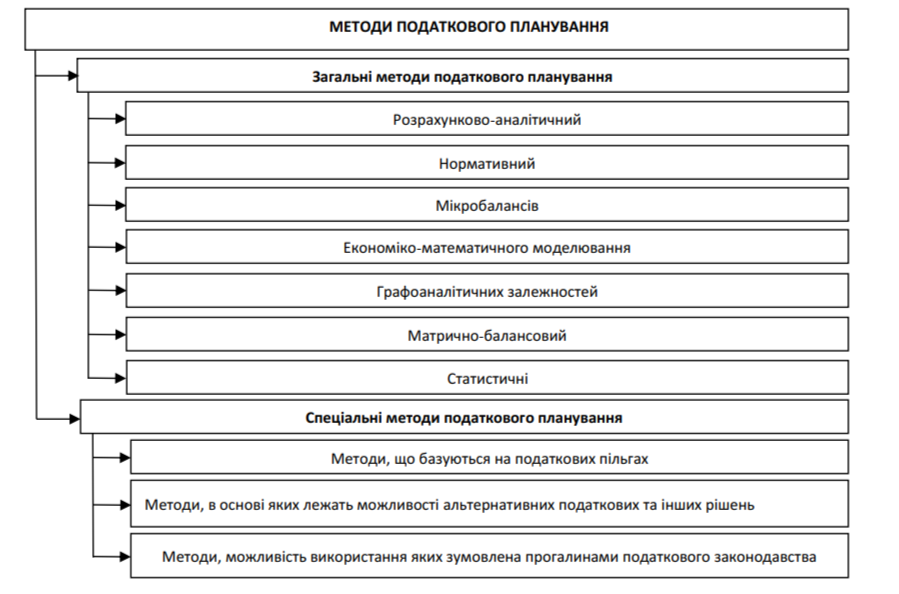 МЕТОДИ ПОДАТКОВОГО ПЛАНУВАННЯ
Загальні методи податкового планування
Розрахунково-аналітичний
Нормативний
Мікробалансів
Економіко-математичного моделювання
Графоаналітичних залежностей
Матрично-балансовий
Статистичні
Спеціальні методи податкового планування
Методи, що базуються на податкових пільгах
Методи, в основі яких лежать можливості альтернативних податкових та інших рішень
Методи, можливість використання яких зумовлена прогалинами податкового законодавства